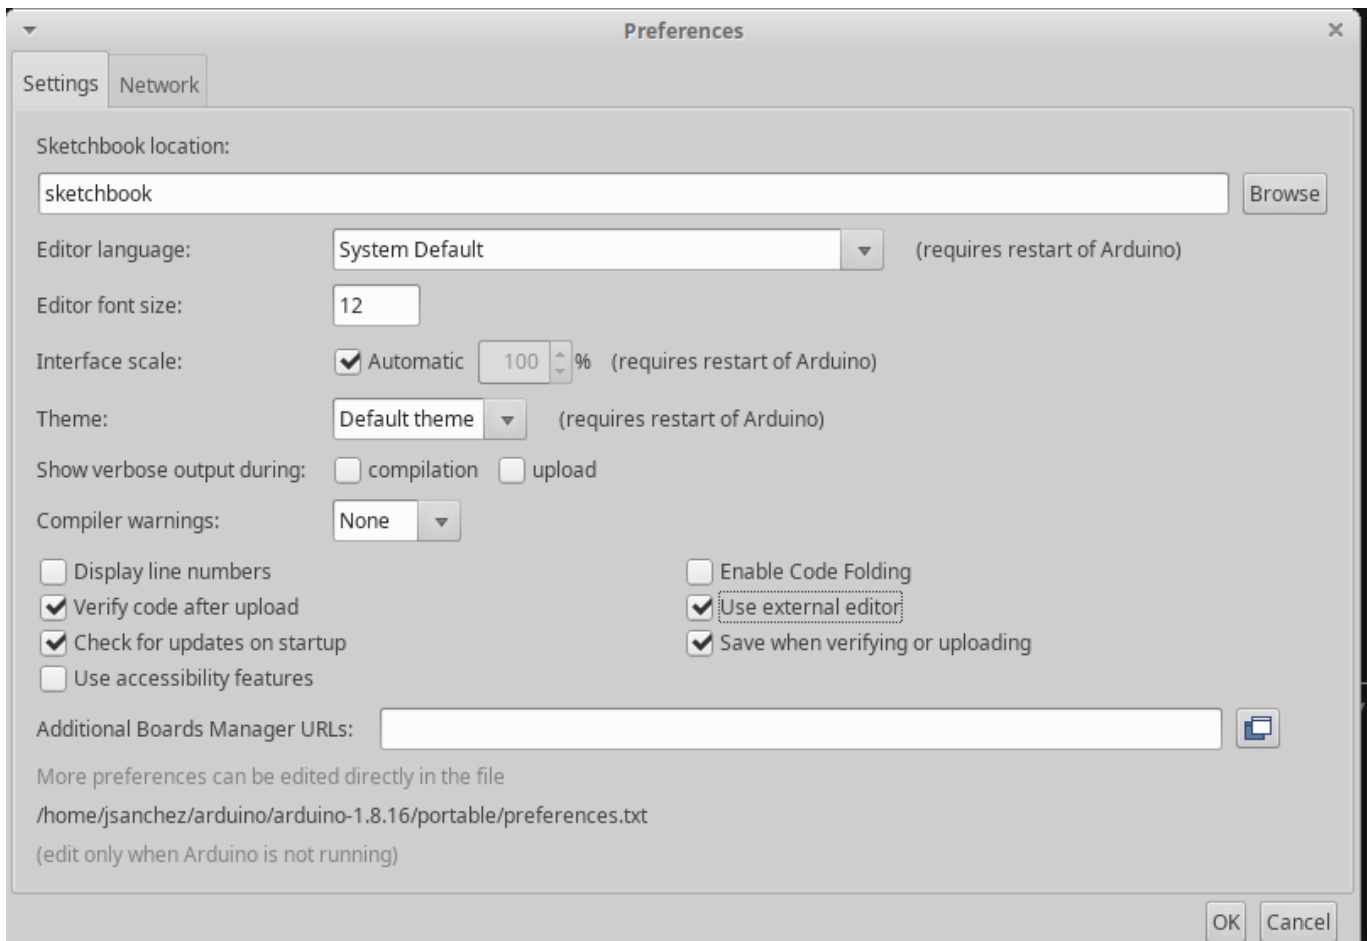 Preferences
Settings Network
Sketchbook location:
sketchbook Browse
Editor language: System Default (requires restart of Arduino)
Editor font size: 12
Interface scale: Automatic 100 % (requires restart of Arduino)
Theme: Default theme (requires restart of Arduino)
Show verbose output during: compilation upload
Compiler warnings: None
Display line numbers Enable Code Folding
Verify code after upload Use external editor
Check for updates on startup Save when verifying or uploading
Use accessibility features
Additional Boards Manager URLs:
More preferences can be edited directly in the file
/home/jsanchez/arduino/arduino-1.8.16/portable/preferences.txt
(edit only when Arduino is not running)
OK Cancel